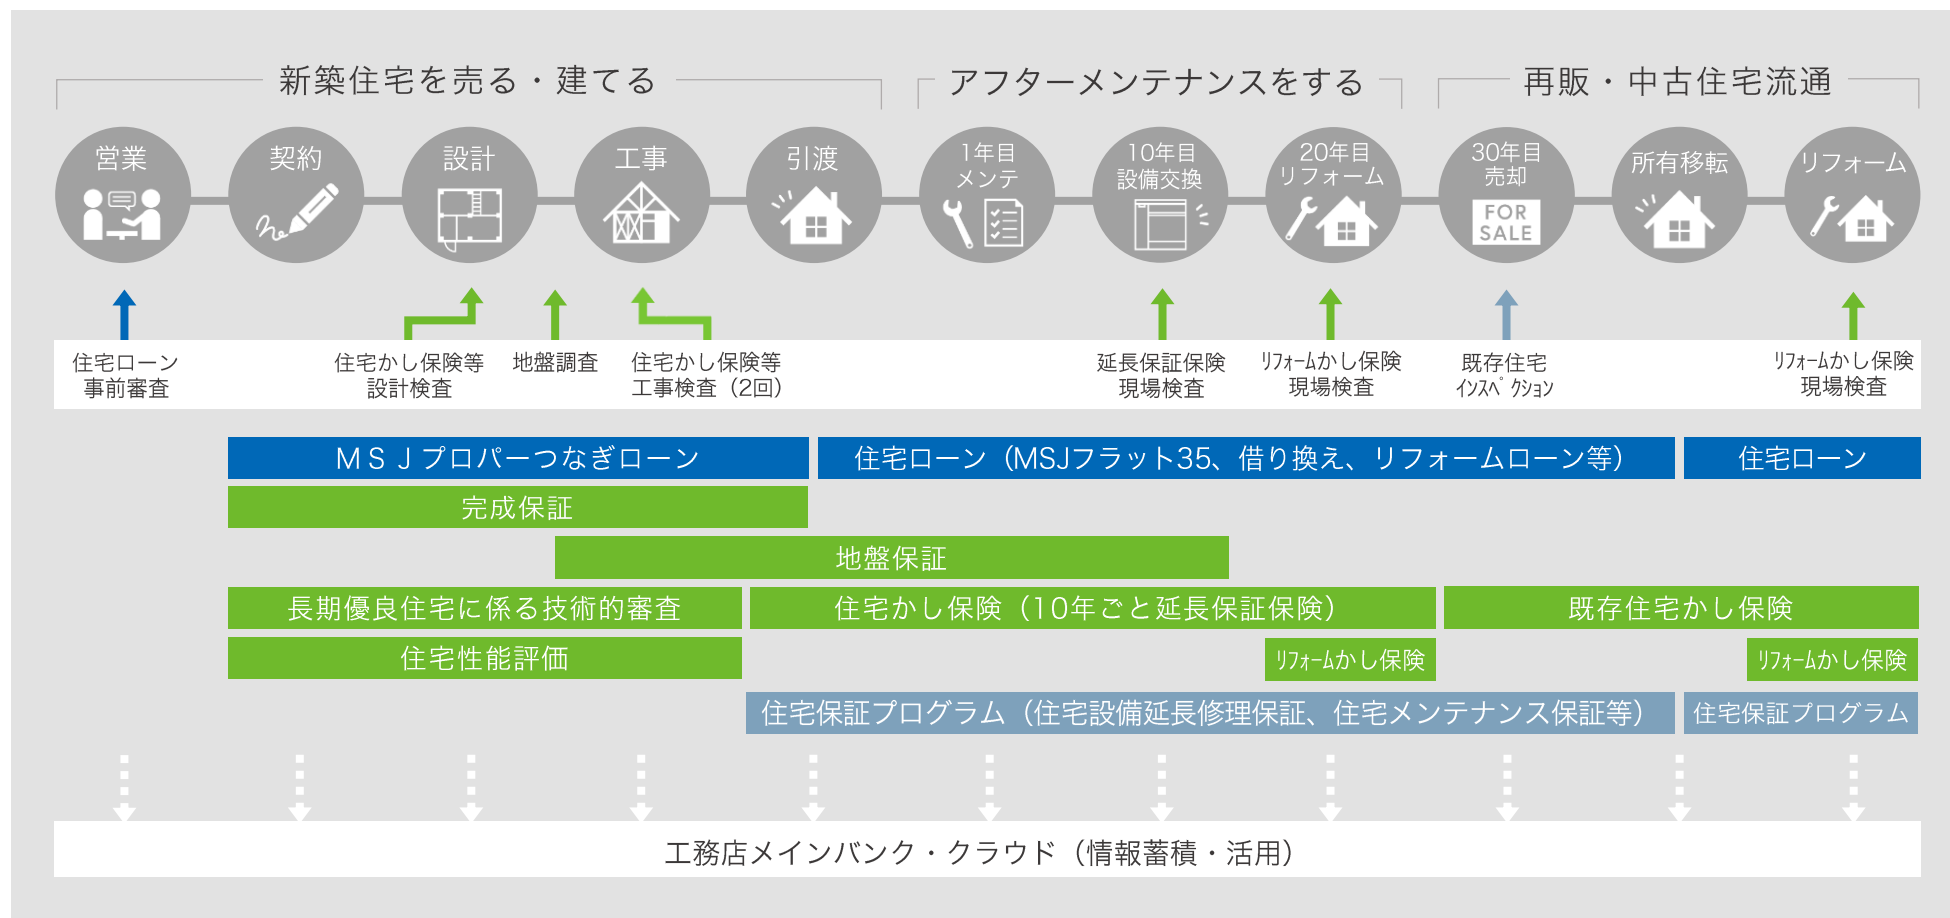 新築住宅を売る・建てる
アフターメンテナンスをする
再販・中古住宅流通
営業
契約
設計
工事
引渡
1年目
メンテ
10年目
設備交換
20年目
リフォーム
30年目
売却
FOR
SALE
所有移転
リフォーム
住宅ローン
事前審査
住宅かし保険等
設計検査
地盤調査
住宅かし保険等
工事検査（2回）
延長保証保険
現場検査
ﾘﾌｫｰﾑかし保険
現場検査
既存住宅
ｲﾝｽﾍﾟｸｼｮﾝ
ﾘﾌｫｰﾑかし保険
現場検査
ＭＳＪプロパーつなぎローン
住宅ローン（MSJフラット35、借り換え、リフォームローン等）
住宅ローン
完成保証
地盤保証
長期優良住宅に係る技術的審査
住宅かし保険（10年ごと延長保証保険）
既存住宅かし保険
住宅性能評価
ﾘﾌｫｰﾑかし保険
ﾘﾌｫｰﾑかし保険
住宅保証プログラム（住宅設備延長修理保証、住宅メンテナンス保証等）
住宅保証プログラム
工務店メインバンク・クラウド（情報蓄積・活用）